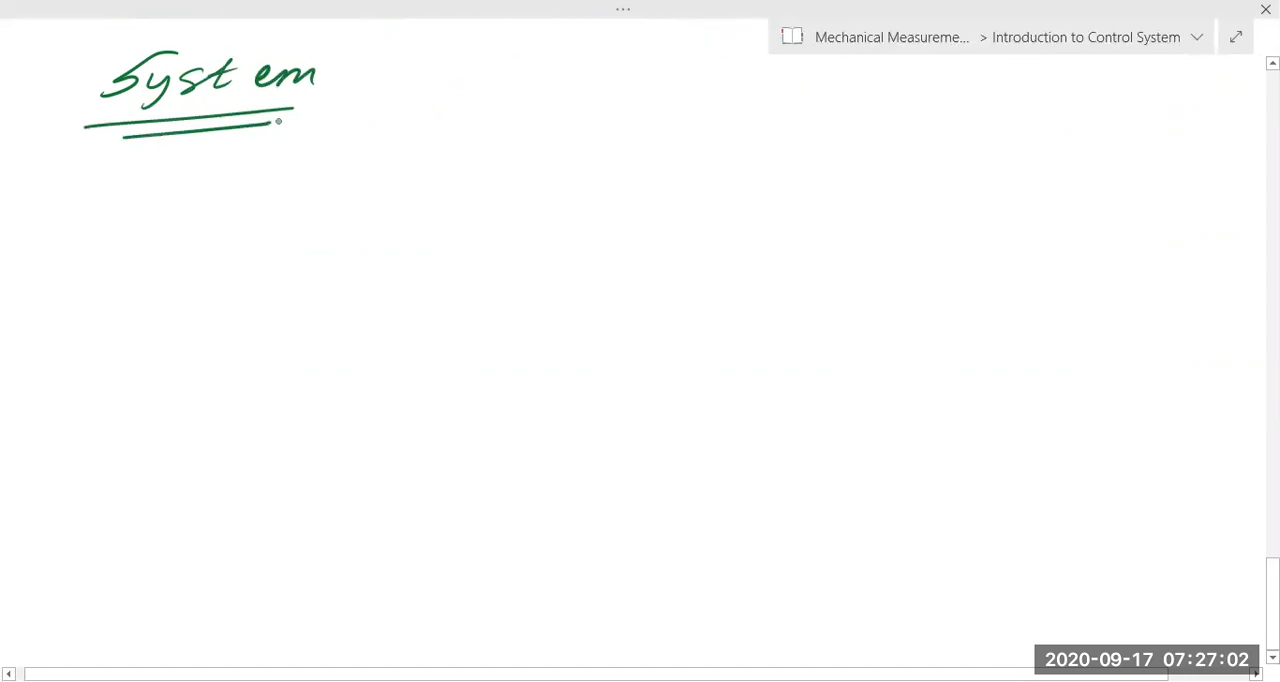 Mechanical Measureme... > Introduction to Control System
System
2020-09-17 07:27:02